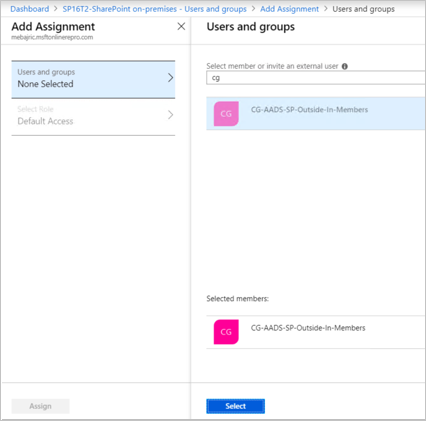 Dashboard > SP16T2-SharePoint on-premises - Users and groups > Add Assignment > Users and groups
Add Assignment
mebajric.msftonlinerepro.com
Users and groups
None Selected
Select Role
Default Access
Assign
Users and groups
Select member or invite an external user
cg
CG
CG-AADS-SP-Outside-In-Members
Selected members:
CG
CG-AADS-SP-Outside-In-Members
Select